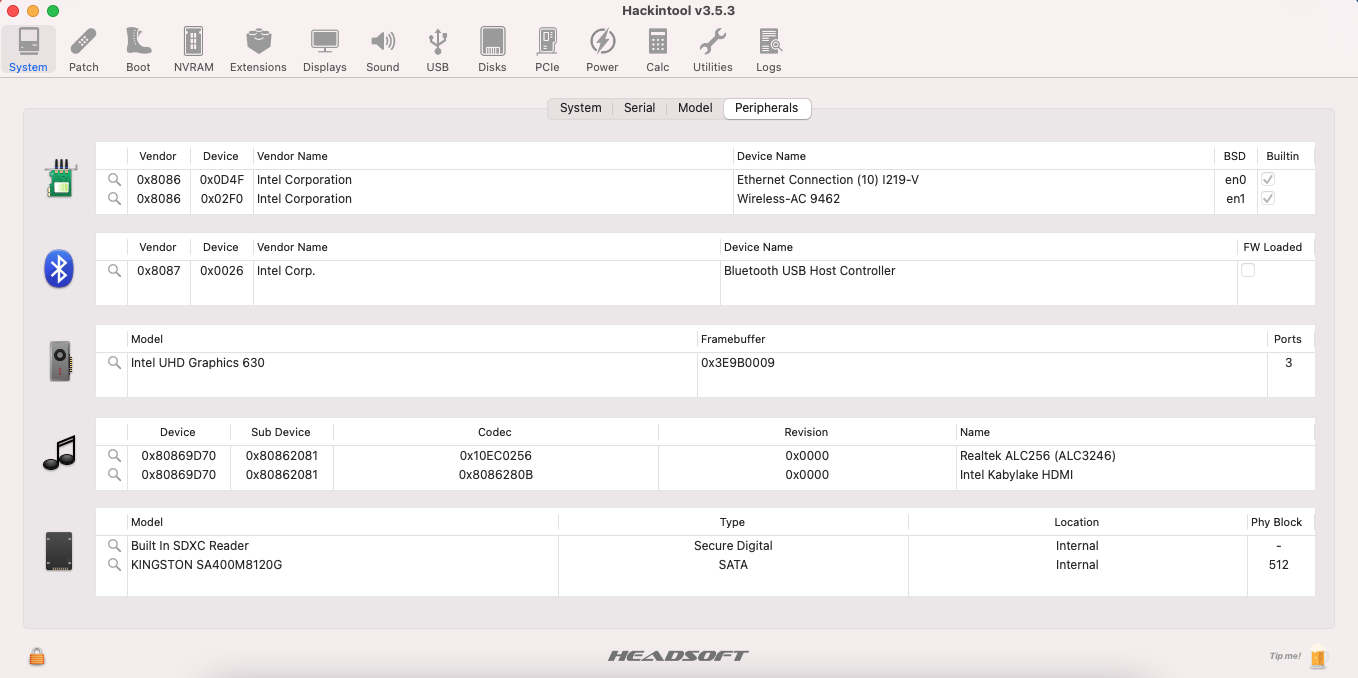 Hackintool v3.5.3
System Patch Boot NVRAM Extensions Displays Sound USB Disks PCIe Power Calc Utilities Logs
System Serial Model Peripherals
Vendor Device Vendor Name Device Name BSD Builtin
0x8086 0x0D4F Intel Corporation Ethernet Connection (10) I219-V en0
0x8086 0x02F0 Intel Corporation Wireless-AC 9462 en1
Vendor Device Vendor Name Device Name FW Loaded
0x8087 0x0026 Intel Corp. Bluetooth USB Host Controller
Model Framebuffer Ports
Intel UHD Graphics 630 0x3E9B0009 3
Device Sub Device Codec Revision Name
0x80869D70 0x80862081 0x10EC0256 0x0000 Realtek ALC256 (ALC3246)
0x80869D70 0x80862081 0x8086280B 0x0000 Intel Kabylake HDMI
Model Type Location Phy Block
Built In SDXC Reader Secure Digital Internal -
KINGSTON SA400M8120G SATA Internal 512
HEADSOFT Tip me!